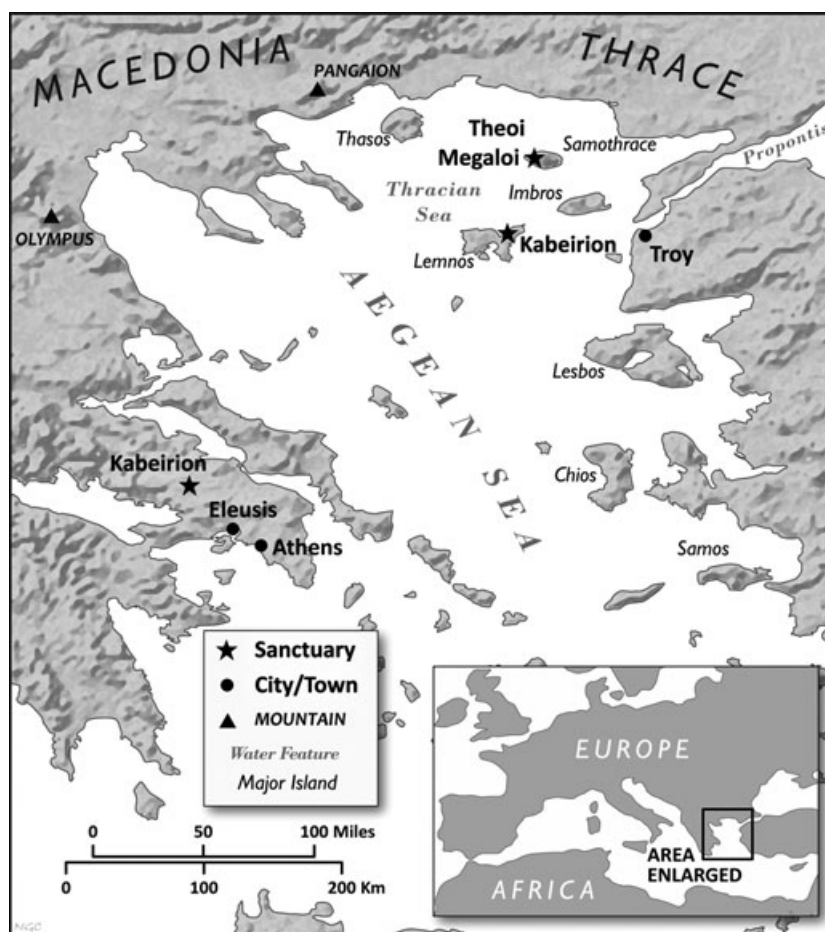 MACEDONIA
THRACE
PANGAION
Thasos
Theoi
Megaloi
Samothrace
Propontis
Thracian
Sea
Imbros
OLYMPUS
Lemnos
Kabeirion
Troy
AEGEAN SEA
Lesbos
Kabeirion
Chios
Eleusis
Athens
Samos
Sanctuary
City/Town
MOUNTAIN
Water Feature
Major Island
0 50 100 Miles
0 100 200 Km
EUROPE
AREA
ENLARGED
AFRICA
NGC